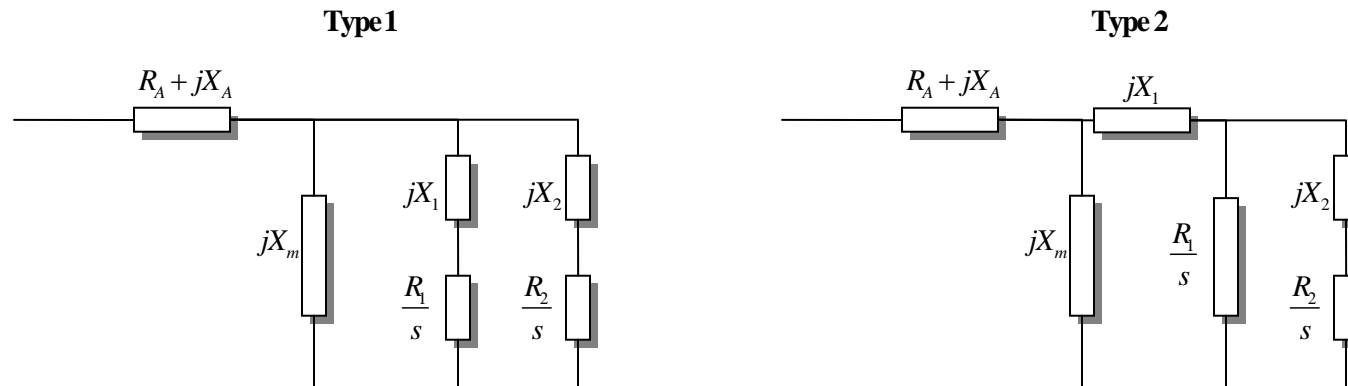 Type 1
R_A + jX_A
jX_m
jX_1
R_1/s
jX_2
R_2/s
Type 2
R_A + jX_A
jX_1
jX_m
R_1/s
jX_2
R_2/s